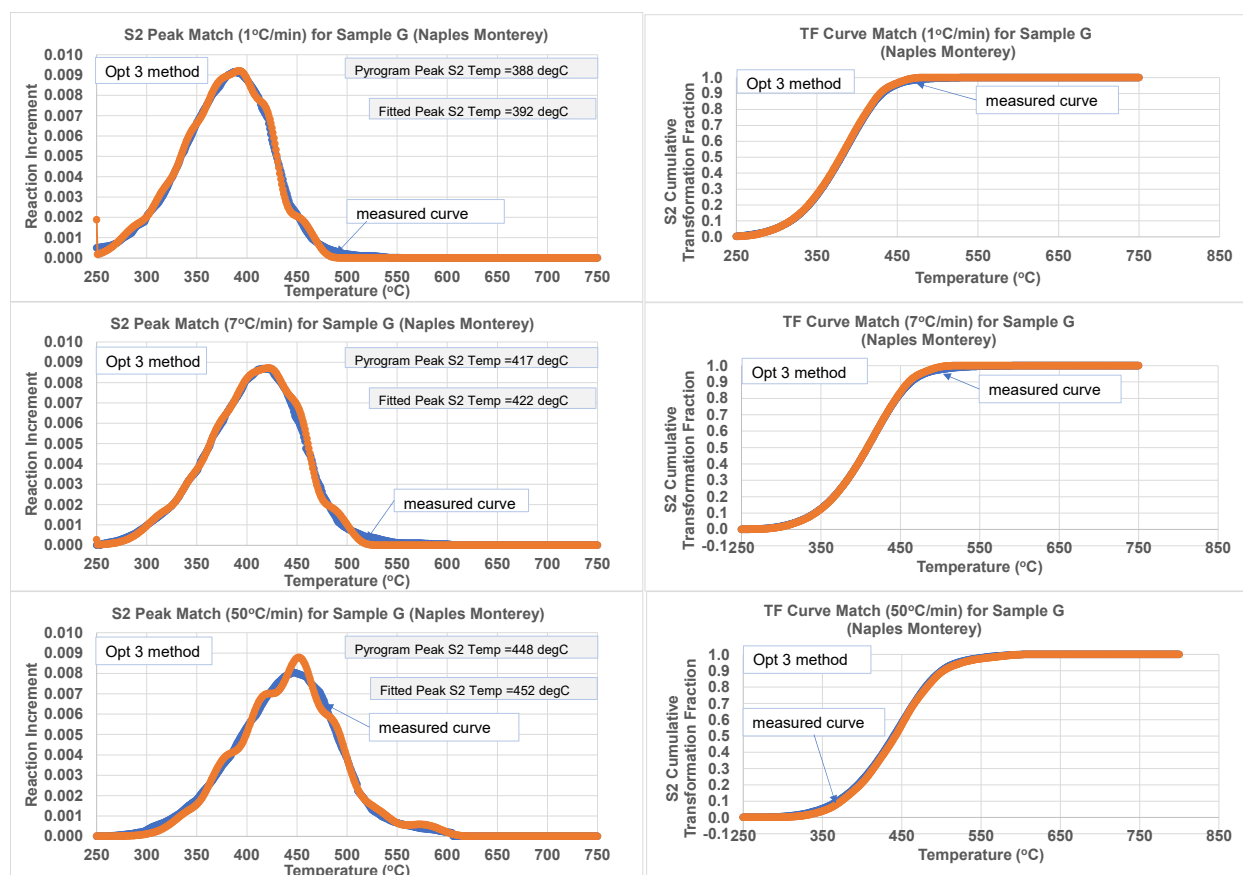 S2 Peak Match (1oC/min) for Sample G (Naples Monterey)
Opt 3 method
Pyrogram Peak S2 Temp =388 degC
Fitted Peak S2 Temp =392 degC
measured curve
Reaction Increment
0.010
0.009
0.008
0.007
0.006
0.005
0.004
0.003
0.002
0.001
0.000
250 300 350 400 450 500 550 600 650 700 750
Temperature (oC)
TF Curve Match (1oC/min) for Sample G
(Naples Monterey)
Opt 3 method
measured curve
S2 Cumulative
Transformation Fraction
1.0
0.9
0.8
0.7
0.6
0.5
0.4
0.3
0.2
0.1
0.0
250 350 450 550 650 750 850
Temperature (oC)
S2 Peak Match (7oC/min) for Sample G (Naples Monterey)
Opt 3 method
Pyrogram Peak S2 Temp =417 degC
Fitted Peak S2 Temp =422 degC
measured curve
Reaction Increment
0.010
0.009
0.008
0.007
0.006
0.005
0.004
0.003
0.002
0.001
0.000
250 300 350 400 450 500 550 600 650 700 750
Temperature (oC)
TF Curve Match (7oC/min) for Sample G
(Naples Monterey)
Opt 3 method
measured curve
S2 Cumulative
Transformation Fraction
1.0
0.9
0.8
0.7
0.6
0.5
0.4
0.3
0.2
0.1
0.0
-0.1
250 350 450 550 650 750 850
Temperature (oC)
S2 Peak Match (50oC/min) for Sample G (Naples Monterey)
Opt 3 method
Pyrogram Peak S2 Temp =448 degC
Fitted Peak S2 Temp =452 degC
measured curve
Reaction Increment
0.010
0.009
0.008
0.007
0.006
0.005
0.004
0.003
0.002
0.001
0.000
250 300 350 400 450 500 550 600 650 700 750
Temperature (oC)
TF Curve Match (50oC/min) for Sample G
(Naples Monterey)
Opt 3 method
measured curve
S2 Cumulative
Transformation Fraction
1.0
0.9
0.8
0.7
0.6
0.5
0.4
0.3
0.2
0.1
0.0
-0.1
250 350 450 550 650 750 850
Temperature (oC)